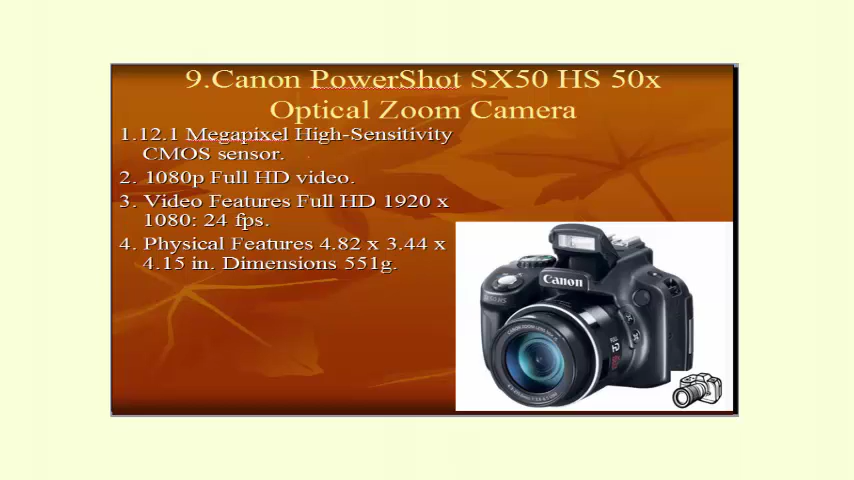 9.Canon PowerShot SX50 HS 50x
Optical Zoom Camera
1.12.1 Megapixel High-Sensitivity
CMOS sensor.
2. 1080p Full HD video.
3. Video Features Full HD 1920 x
1080: 24 fps.
4. Physical Features 4.82 x 3.44 x
4.15 in. Dimensions 551g.
Canon